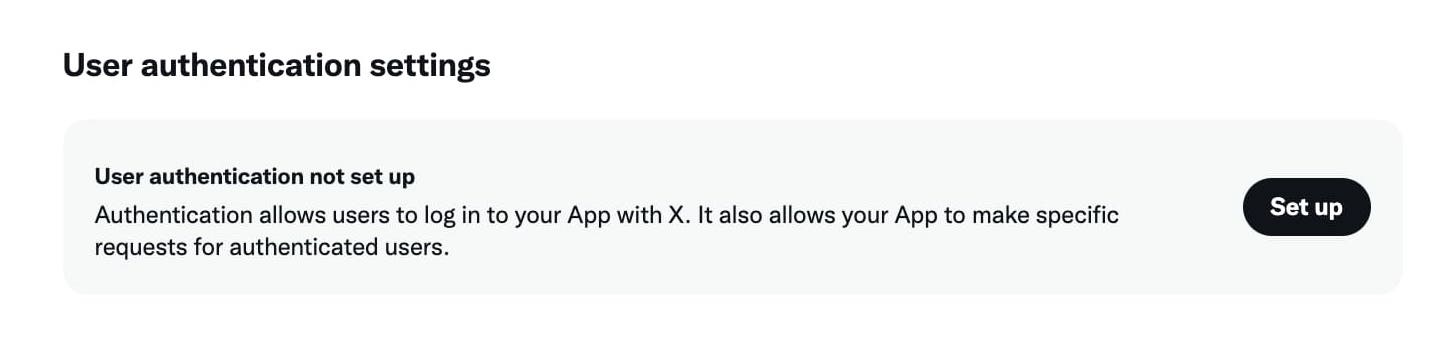 User authentication settings
User authentication not set up
Authentication allows users to log in to your App with X. It also allows your App to make specific
requests for authenticated users.
Set up